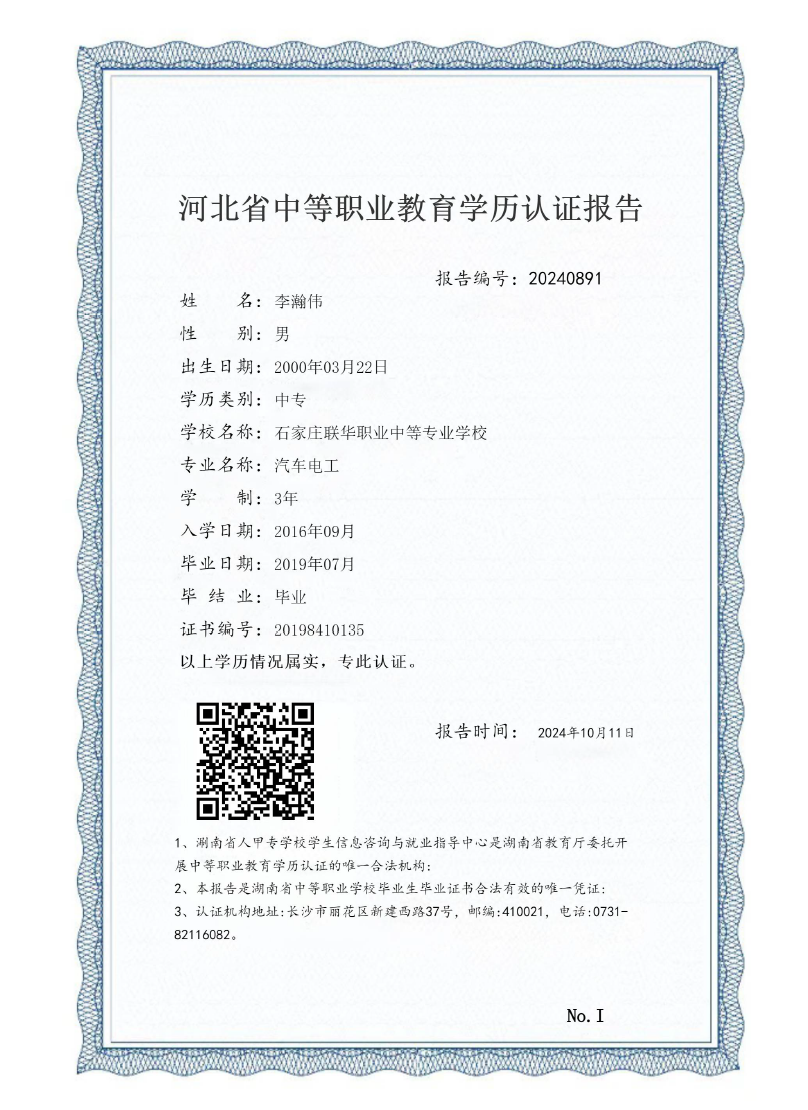 河北省中等职业教育学历认证报告
报告编号：20240891
姓　　名：李瀚伟
性　　别：男
出生日期：2000年03月22日
学历类别：中专
学校名称：石家庄联华职业中等专业学校
专业名称：汽车电工
学　　制：3年
入学日期：2016年09月
毕业日期：2019年07月
毕 结 业：毕业
证书编号：20198410135
以上学历情况属实，专此认证。
报告时间： 2024年10月11日
1、涮南省人甲专学校学生信息咨询与就业指导中心是湖南省教育厅委托开
展中等职业教育学历认证的唯一合法机构;
2、本报告是湖南省中等职业学校毕业生毕业证书合法有效的唯一凭证:
3、认证机构地址:长沙市丽花区新建西路37号，邮编:410021，电话:0731-
82116082。
No.I